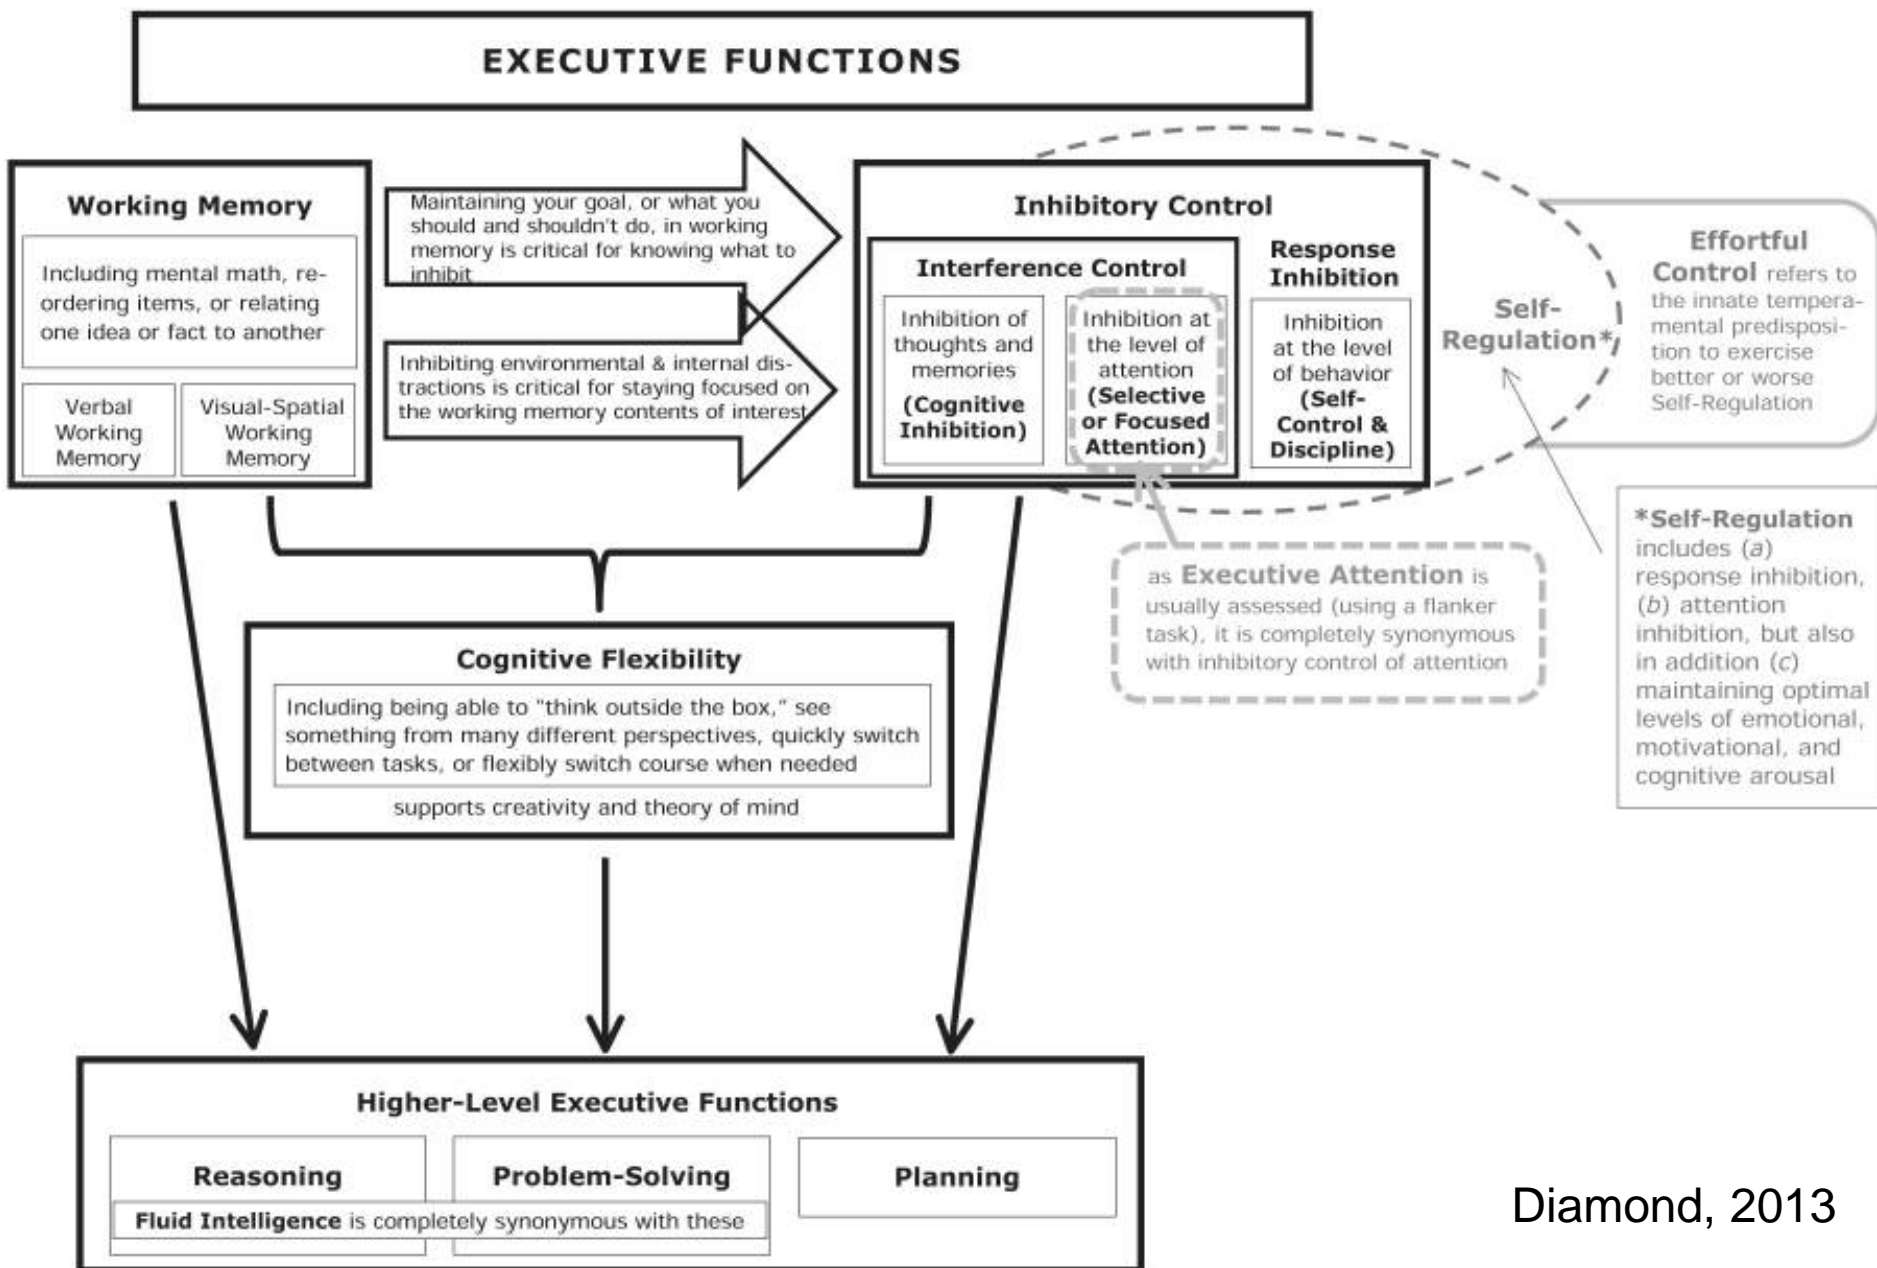 EXECUTIVE FUNCTIONS
Working Memory
Including mental math, re-
ordering items, or relating
one idea or fact to another
Verbal
Working
Memory
Visual-Spatial
Working
Memory
Maintaining your goal, or what you
should and shouldn't do, in working
memory is critical for knowing what to
inhibit
Inhibiting environmental & internal dis-
tractions is critical for staying focused on
the working memory contents of interest
Inhibitory Control
Interference Control
Inhibition of
thoughts and
memories
(Cognitive
Inhibition)
Inhibition at
the level of
attention
(Selective
or Focused
Attention)
Response
Inhibition
Inhibition
at the level
of behavior
(Self-
Control &
Discipline)
Self-
Regulation*
Effortful
Control refers to
the innate tempera-
mental predisposi-
tion to exercise
better or worse
Self-Regulation
*Self-Regulation
includes (a)
response inhibition,
(b) attention
inhibition, but also
in addition (c)
maintaining optimal
levels of emotional,
motivational, and
cognitive arousal
as Executive Attention is
usually assessed (using a flanker
task), it is completely synonymous
with inhibitory control of attention
Cognitive Flexibility
Including being able to "think outside the box," see
something from many different perspectives, quickly switch
between tasks, or flexibly switch course when needed
supports creativity and theory of mind
Higher-Level Executive Functions
Reasoning
Problem-Solving
Planning
Fluid Intelligence is completely synonymous with these
Diamond, 2013